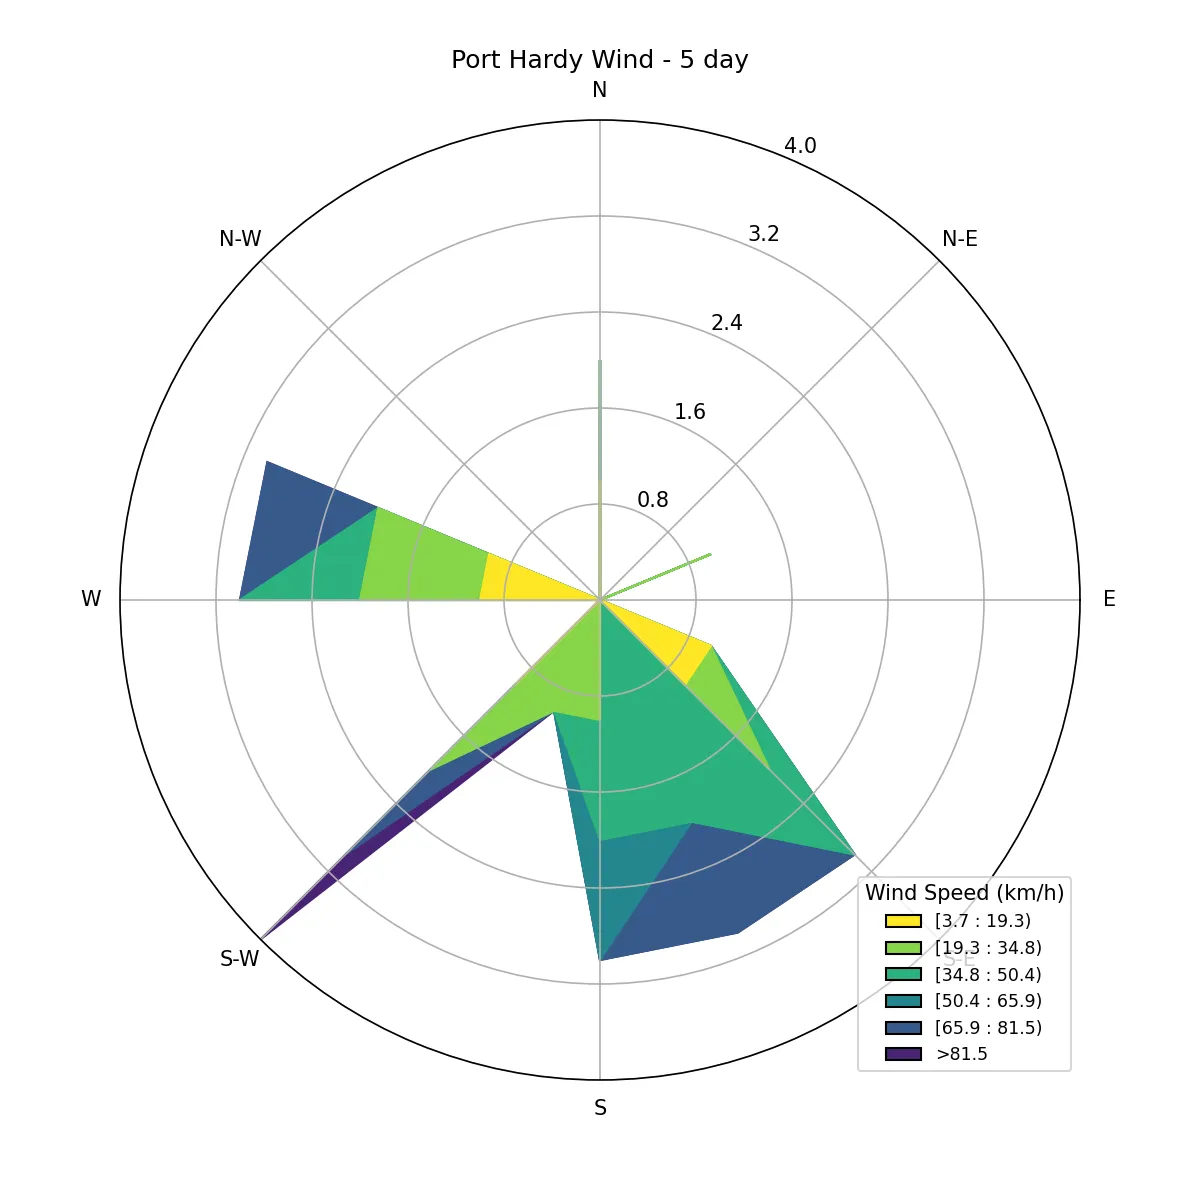 Port Hardy Wind - 5 day
N
4.0
N-W
3.2
N-E
2.4
1.6
0.8
W
E
Wind Speed (km/h)
[3.7 : 19.3)
[19.3 : 34.8)
S-W
S-E
[34.8 : 50.4)
[50.4 : 65.9)
[65.9 : 81.5)
>81.5
S